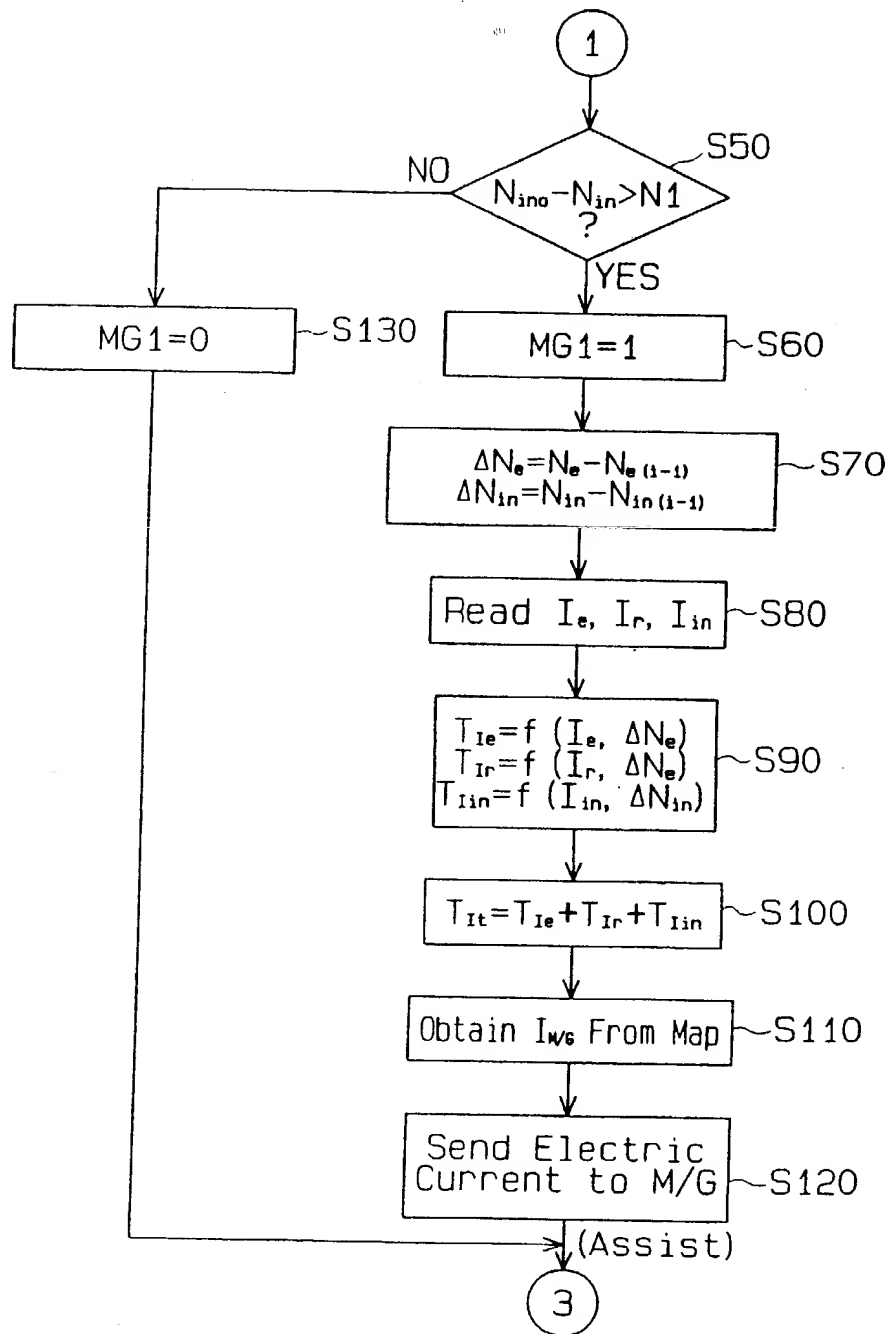 1
S50
NO
N_ino-N_in>N1
?
YES
MG1=0
S130
MG1=1
S60
ΔN_e=N_e-N_e(i-1)
ΔN_in=N_in-N_in(i-1)
S70
Read I_e, I_r, I_in
S80
T_Ie=f (I_e, ΔN_e)
T_Ir=f (I_r, ΔN_e)
T_Iin=f (I_in, ΔN_in)
S90
T_It=T_Ie+T_Ir+T_Iin
S100
Obtain I_M/G From Map
S110
Send Electric
Current to M/G
S120
(Assist)
3